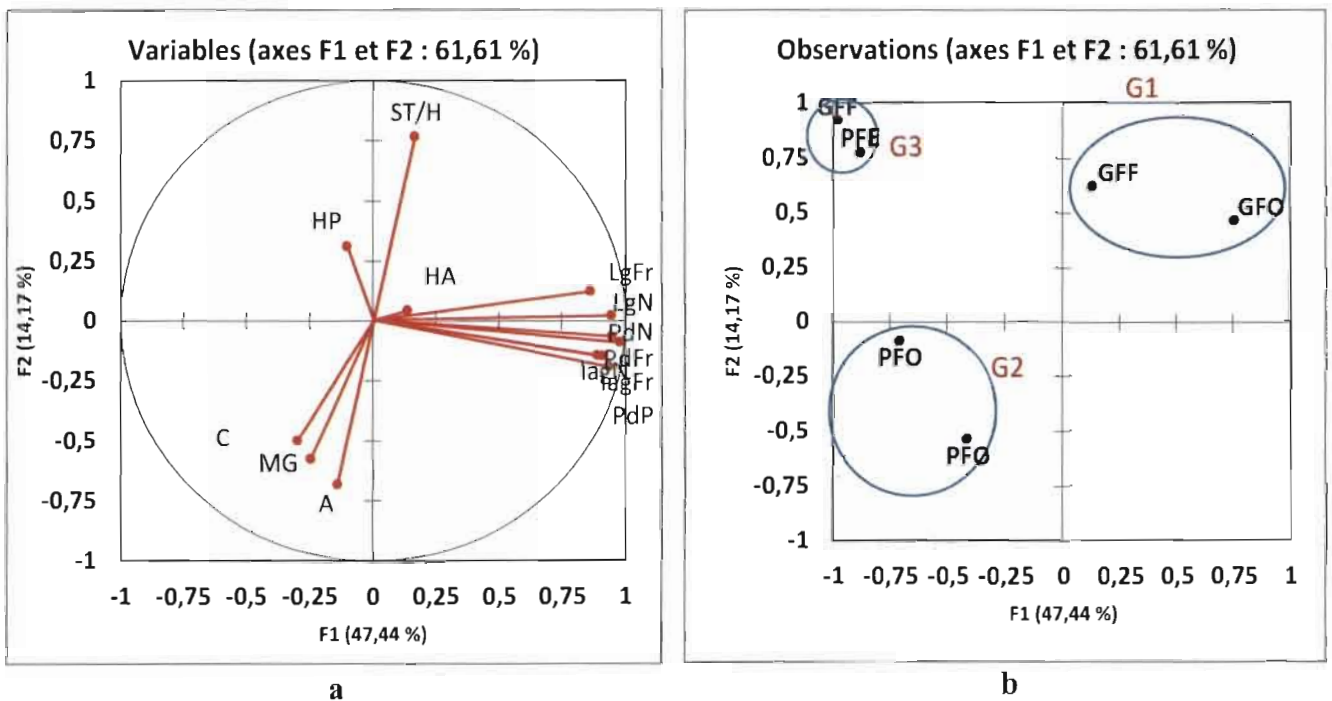 Variables (axes F1 et F2 : 61,61 %)
1
0,75
0,5
0,25
0
-0,25
-0,5
-0,75
-1
F2 (14,17 %)
ST/H
HP
HA
LgFr
LgN
PdN
PdFr
lagN
lagFr
PdP
C
MG
A
-1 -0,75 -0,5 -0,25 0 0,25 0,5 0,75 1
F1 (47,44 %)
a
Observations (axes F1 et F2 : 61,61 %)
G1
1
0,75
0,5
0,25
0
-0,25
-0,5
-0,75
-1
F2 (14,17 %)
GFF
PFF
G3
GFF
GFO
PFO
G2
PFO
-1 -0,75 -0,5 -0,25 0 0,25 0,5 0,75 1
F1 (47,44 %)
b